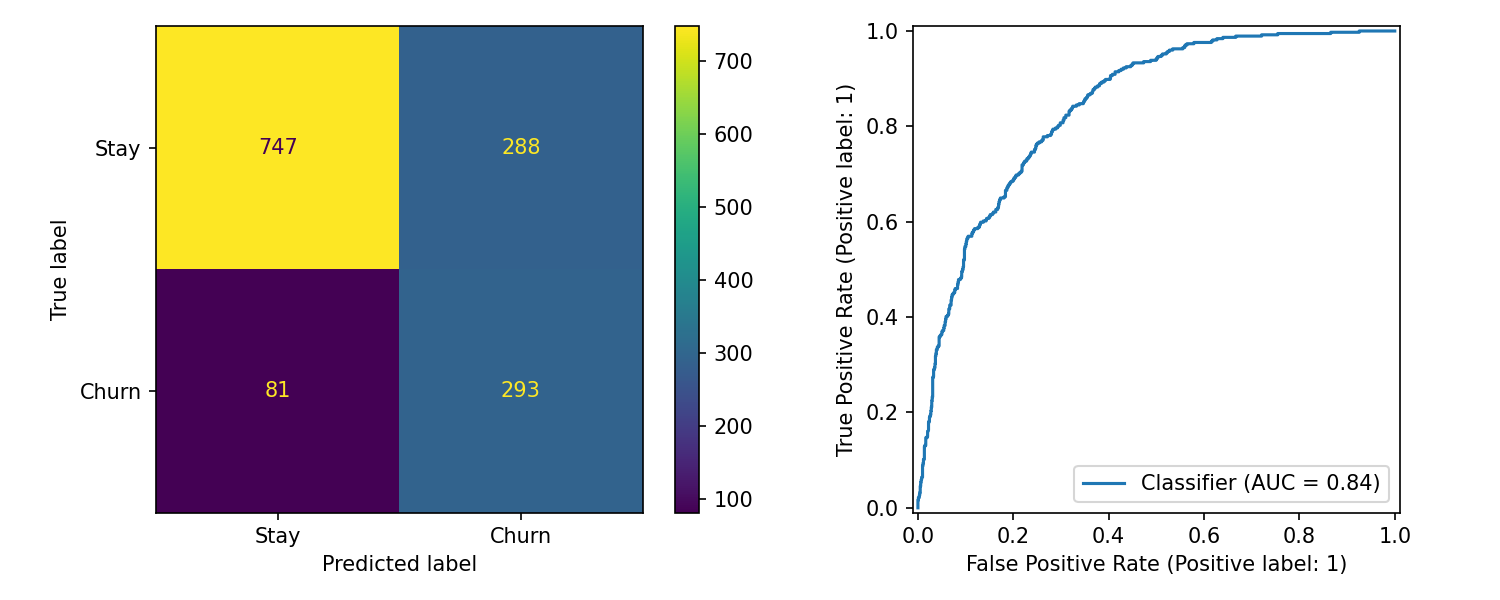 True label
Stay
Churn
747
288
81
293
Stay
Churn
Predicted label
700
600
500
400
300
200
100
True Positive Rate (Positive label: 1)
1.0
0.8
0.6
0.4
0.2
0.0
Classifier (AUC = 0.84)
0.0 0.2 0.4 0.6 0.8 1.0
False Positive Rate (Positive label: 1)